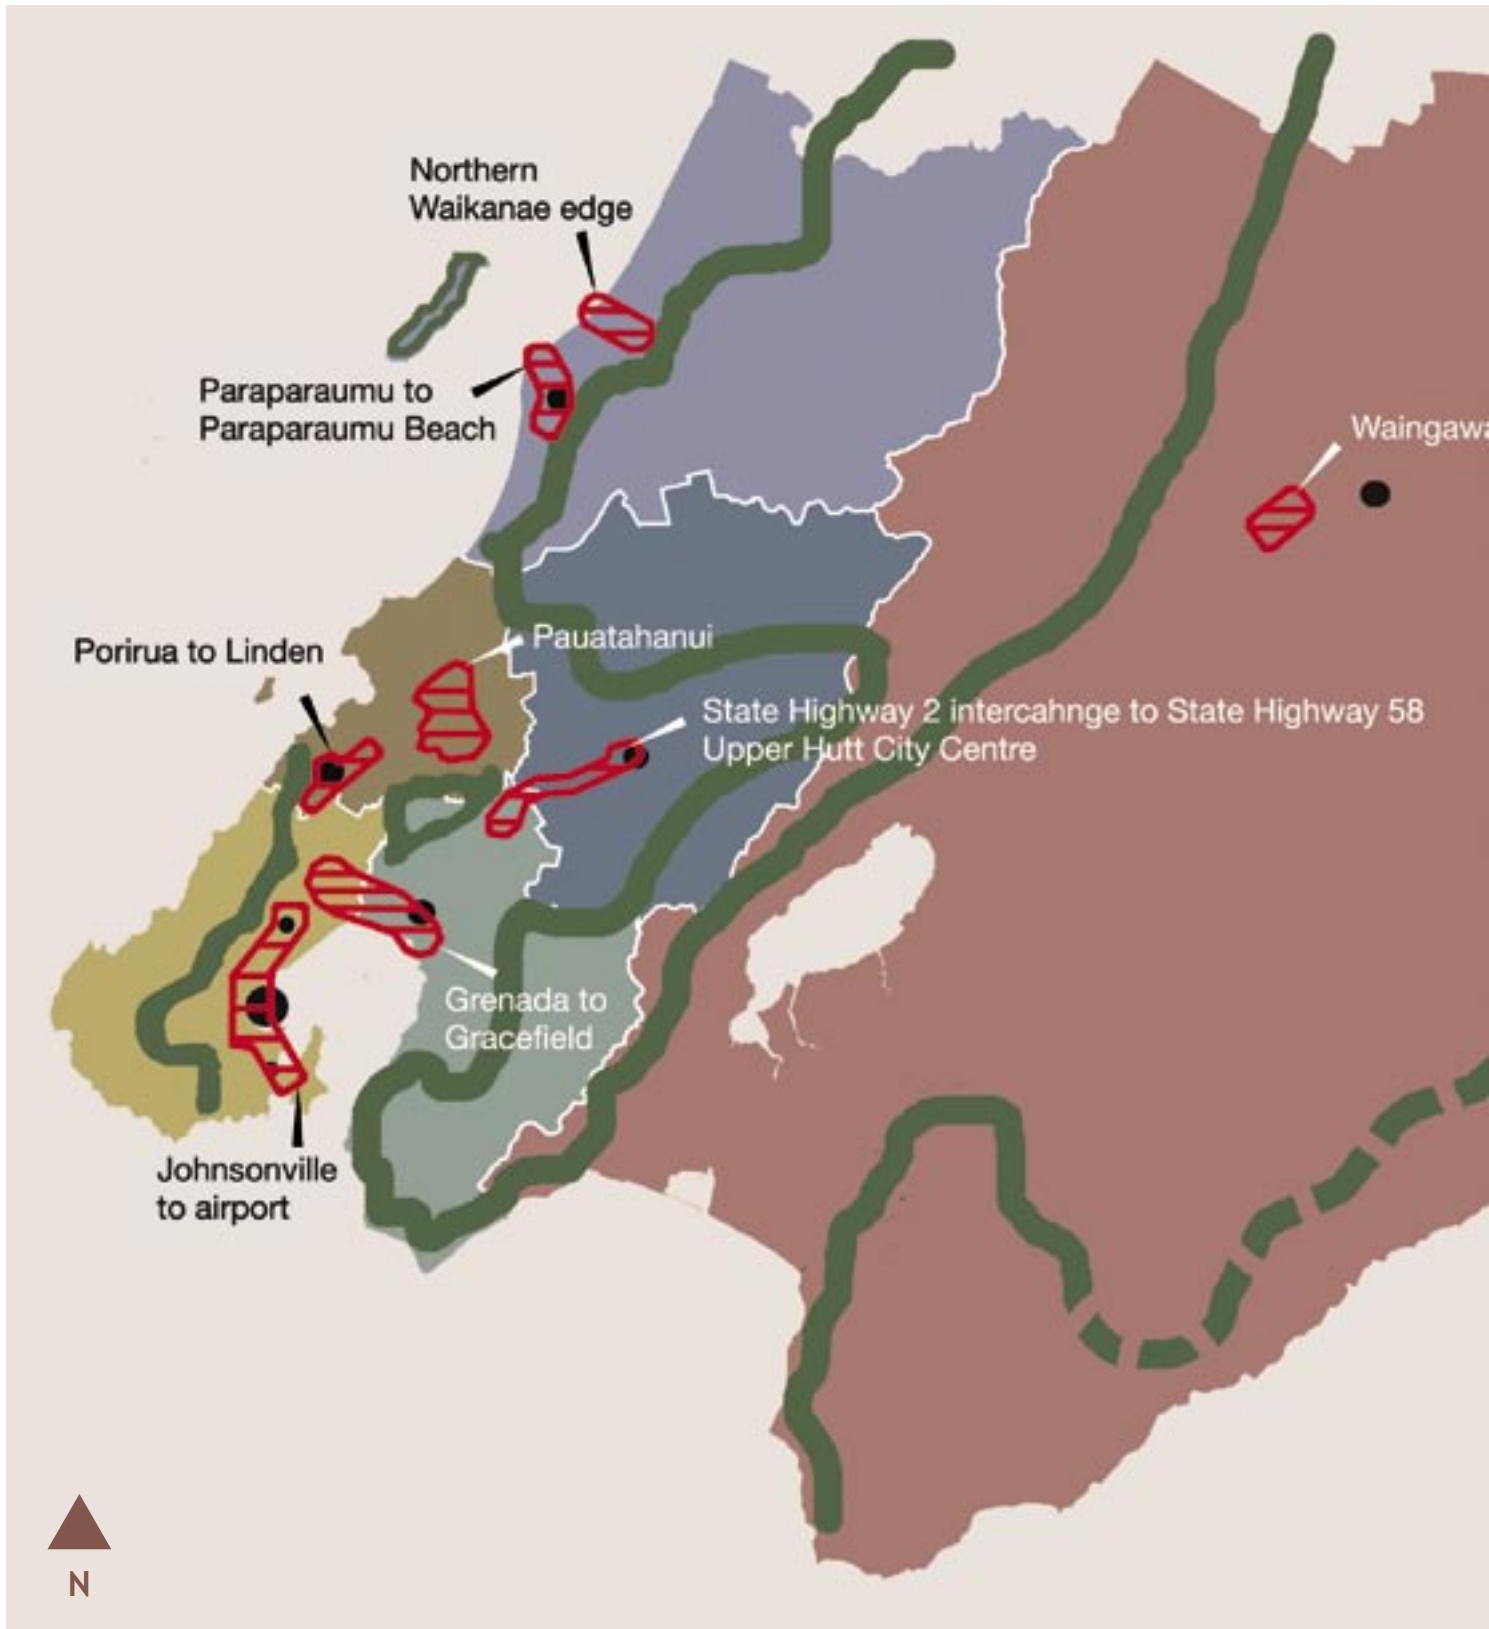 Northern
Waikanae edge
Paraparaumu to
Paraparaumu Beach
Waingawa
Porirua to Linden
Pauatahanui
State Highway 2 intercahnge to State Highway 58
Upper Hutt City Centre
Grenada to
Gracefield
Johnsonville
to airport
N